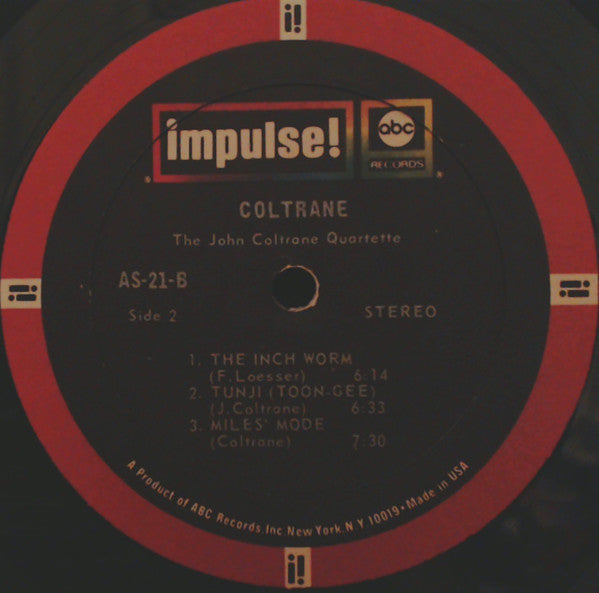 i!
impulse!
abc
RECORDS
COLTRANE
The John Coltrane Quartette
AS-21-B
Side 2
STEREO
1. THE INCH WORM
(F. Loesser) 6:14
2. TUNJI (TOON-GEE)
(J. Coltrane) 6:33
3. MILES' MODE
(Coltrane) 7:30
A Product of ABC Records. Inc New York. N Y 10019 • Made in USA
i!
i!
i!